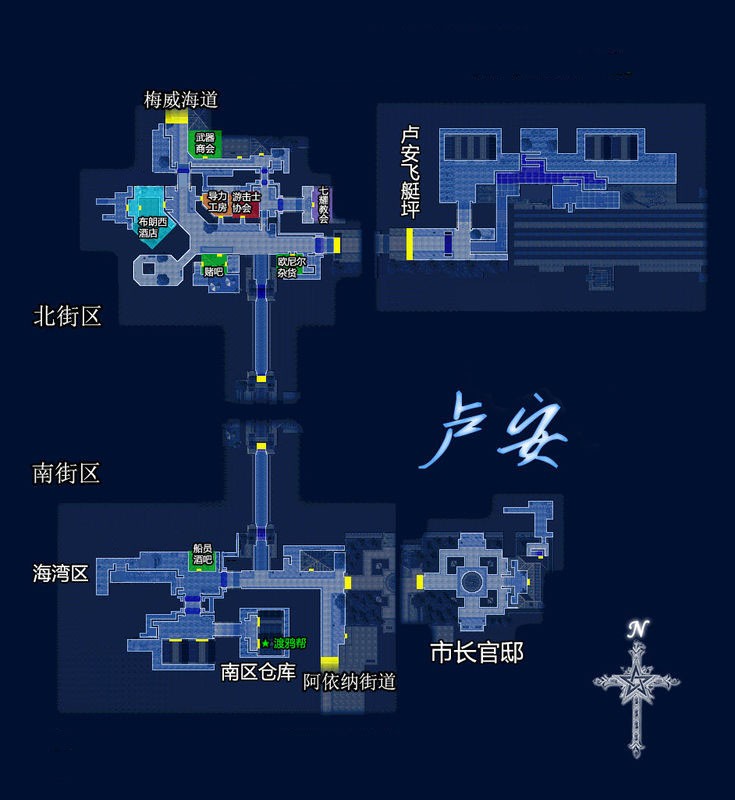 梅威海道
武器
商会
卢安飞艇坪
导力
工房
游击士
协会
七耀教会
布朗西
酒店
赌吧
欧尼尔
杂货
北街区
卢安
南街区
船员
酒吧
海湾区
★渡鸦帮
市长官邸
南区仓库
阿依纳街道
N